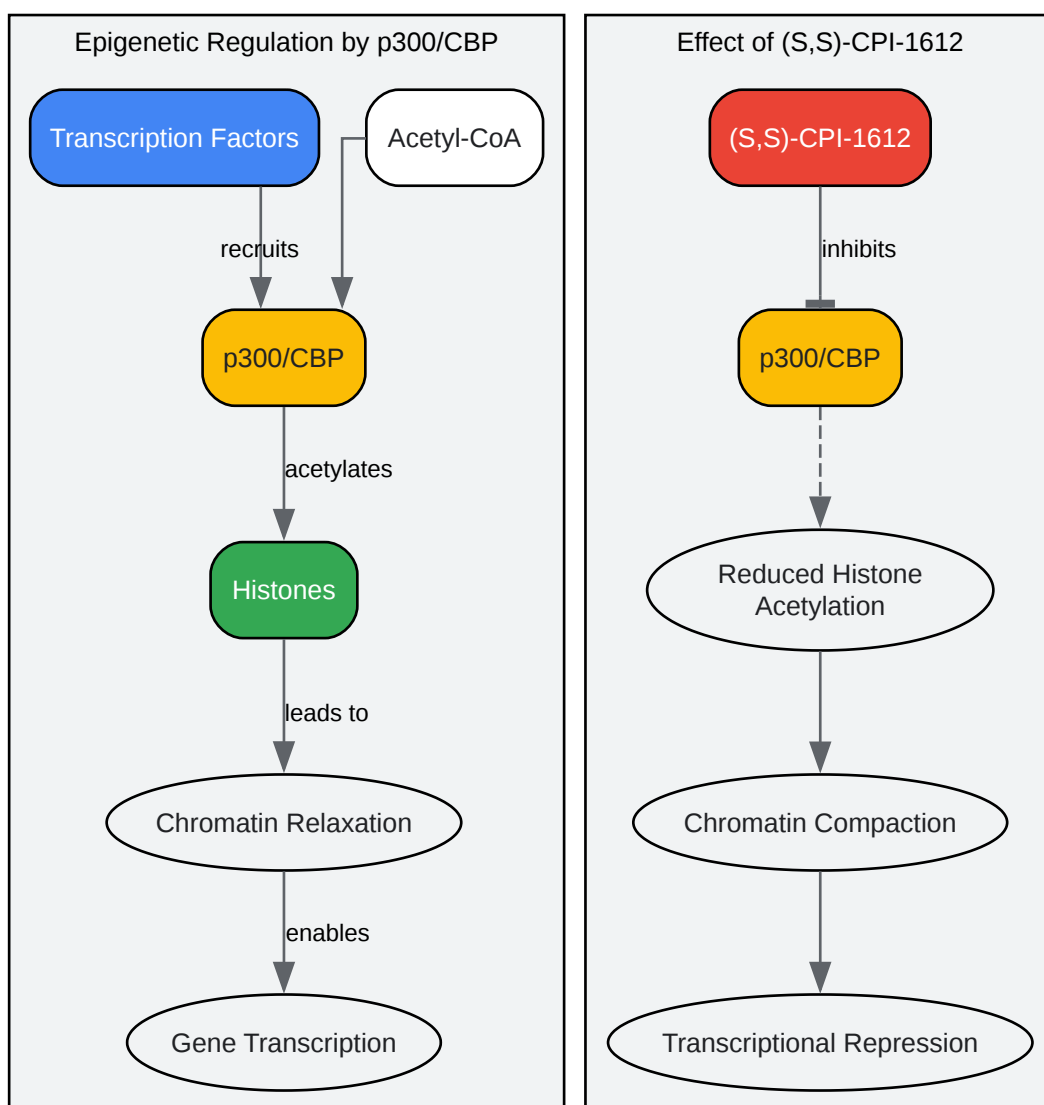 Epigenetic Regulation by p300/CBP
Transcription Factors
Acetyl-CoA
recruits
p300/CBP
acetylates
Histones
leads to
Chromatin Relaxation
enables
Gene Transcription
Effect of (S,S)-CPI-1612
(S,S)-CPI-1612
inhibits
p300/CBP
Reduced Histone
Acetylation
Chromatin Compaction
Transcriptional Repression